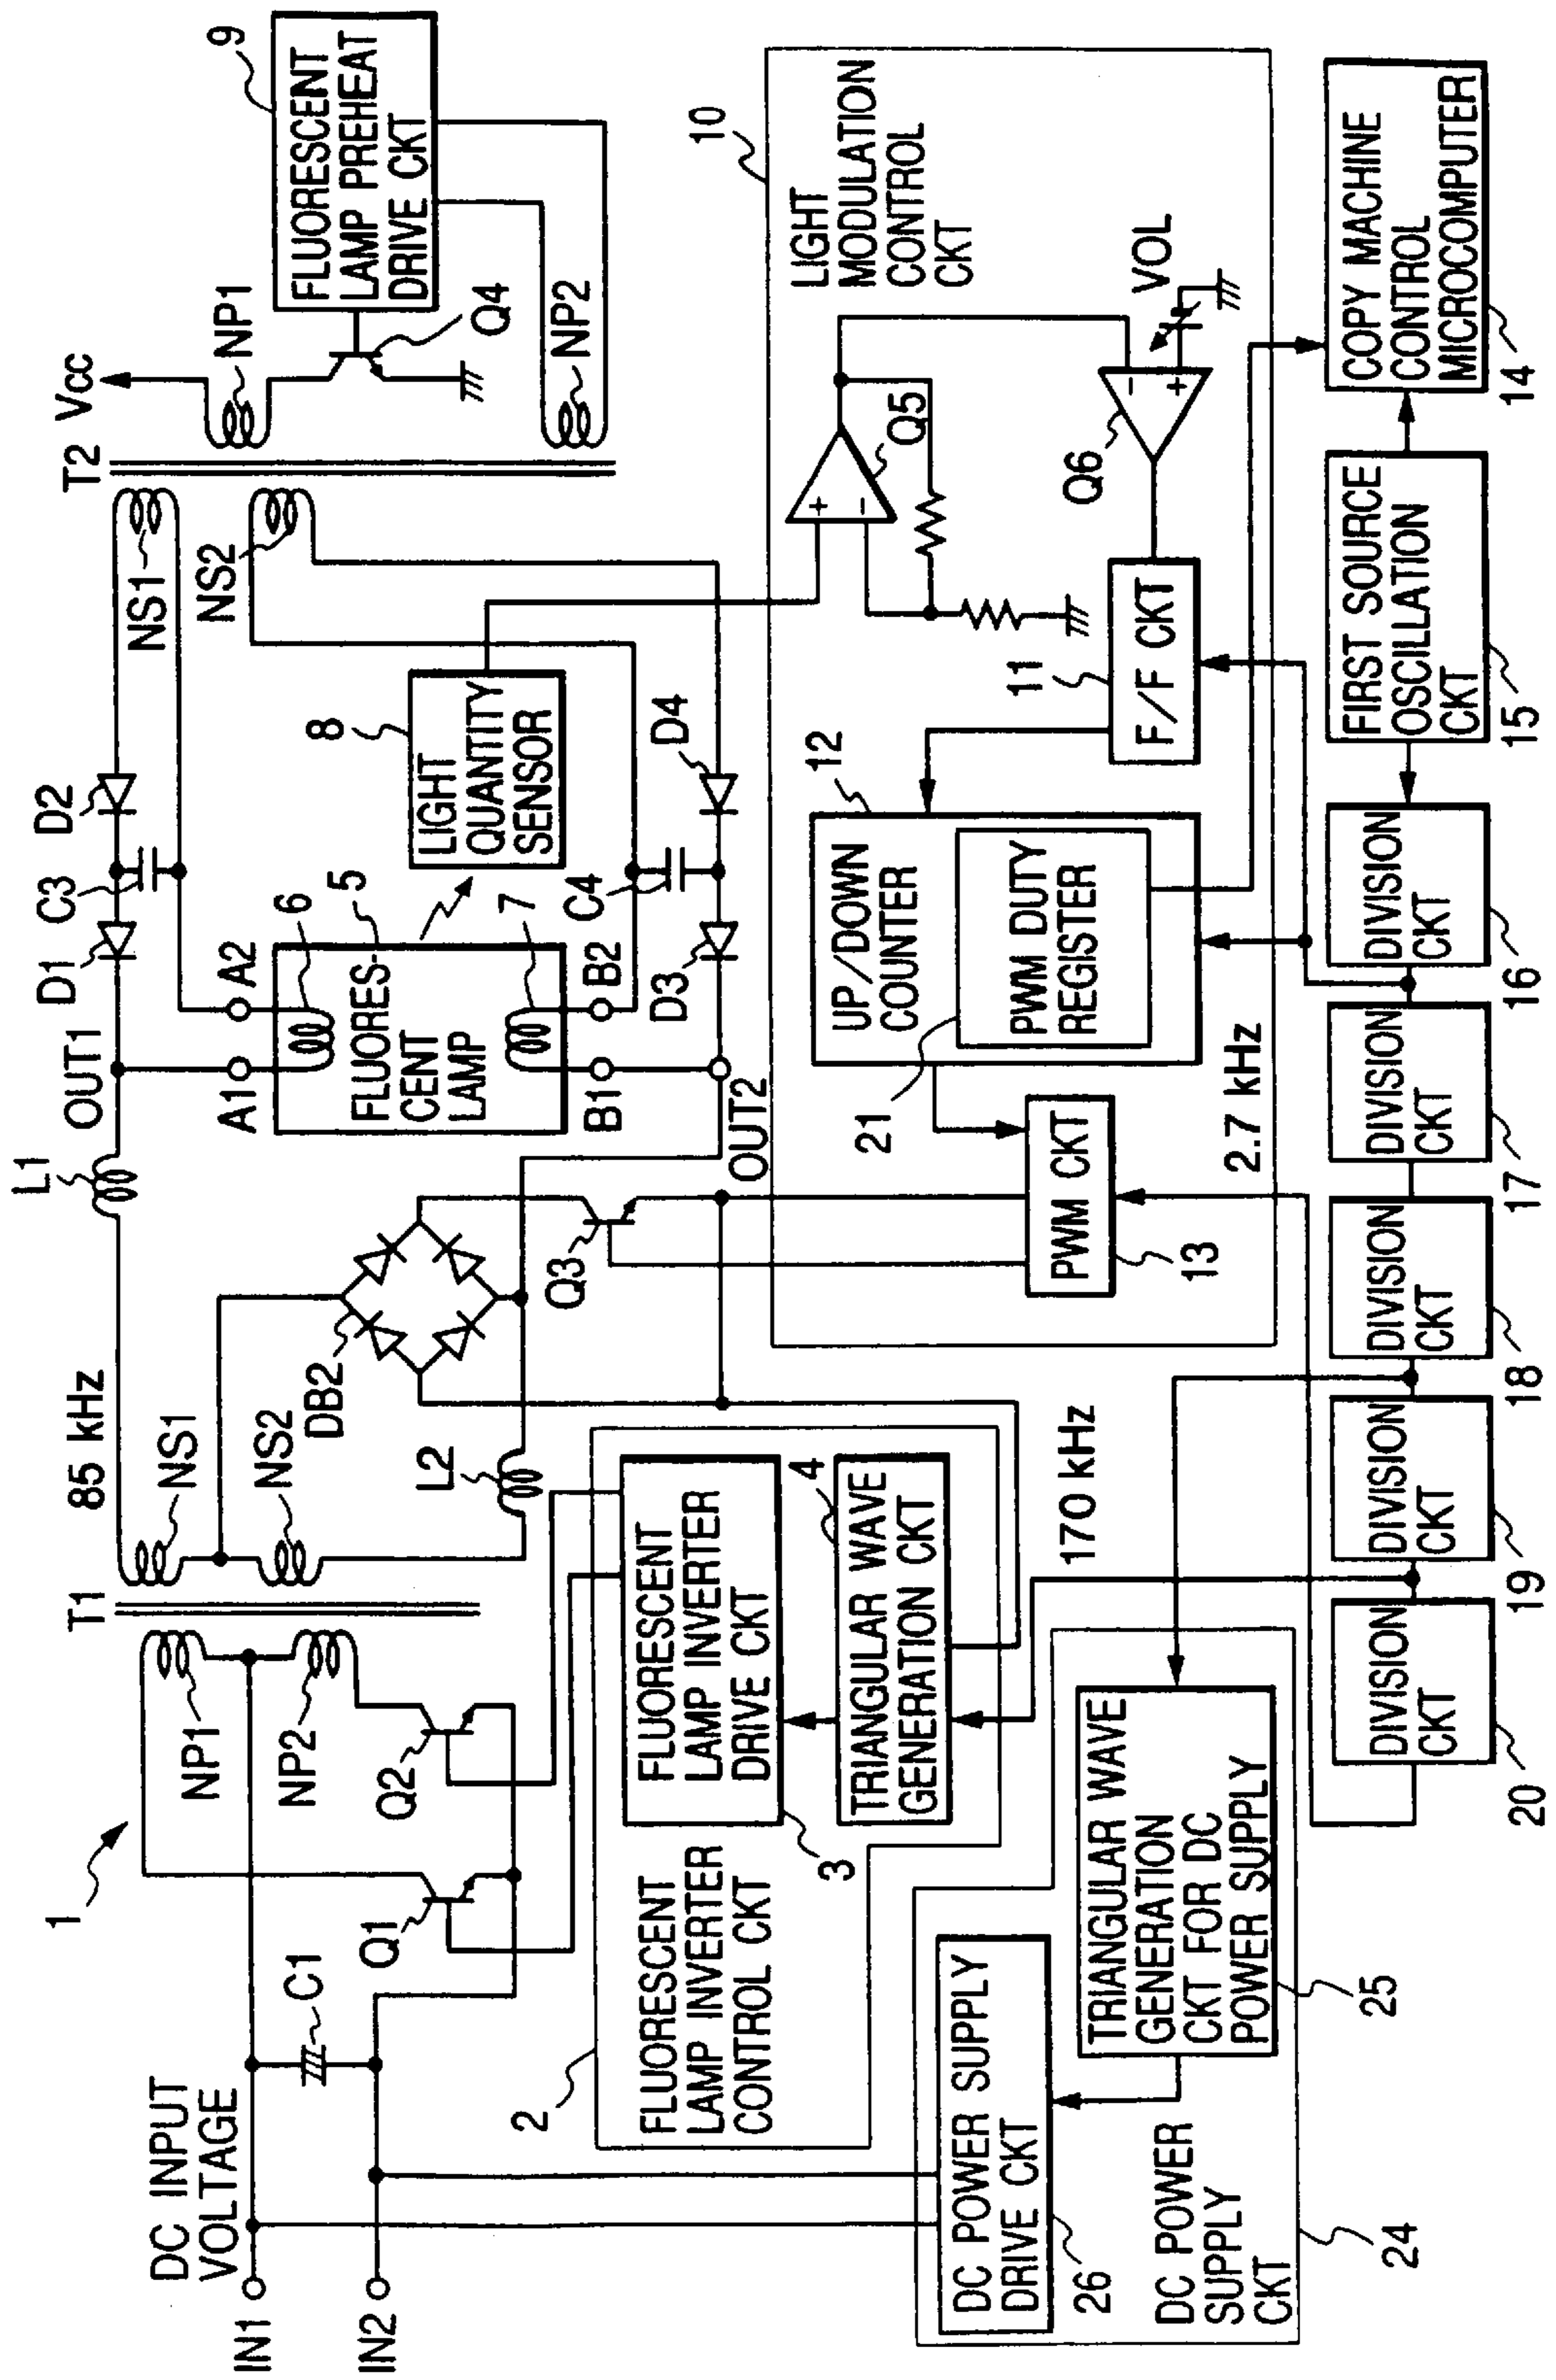 1
DC INPUT
VOLTAGE
IN1
IN2
C1
NP1
NP2
Q1
Q2
T1
NS1
NS2
85 kHz
DB2
L2
L1
OUT1
D1
C3
D2
NS1
NS2
T2
Vcc
NP1
Q4
NP2
9
FLUORESCENT
LAMP PREHEAT
DRIVE CKT
A1
A2
6
5
FLUORES-
CENT
LAMP
7
B1
B2
OUT2
D3
C4
D4
8
LIGHT
QUANTITY
SENSOR
Q3
10
LIGHT
MODULATION
CONTROL
CKT
+
-
Q5
-
+
Q6
VOL
11
F/F CKT
12
UP/DOWN
COUNTER
PWM DUTY
REGISTER
21
PWM CKT
13
2.7 kHz
2
FLUORESCENT
LAMP INVERTER
CONTROL CKT
FLUORESCENT
LAMP INVERTER
DRIVE CKT
3
4
TRIANGULAR WAVE
GENERATION CKT
170 kHz
DC POWER SUPPLY
DRIVE CKT
26
TRIANGULAR WAVE
GENERATION
CKT FOR DC
POWER SUPPLY
25
DC POWER
SUPPLY
CKT
24
DIVISION
CKT
20
DIVISION
CKT
19
DIVISION
CKT
18
DIVISION
CKT
17
DIVISION
CKT
16
FIRST SOURCE
OSCILLATION
CKT
15
COPY MACHINE
CONTROL
MICROCOMPUTER
14